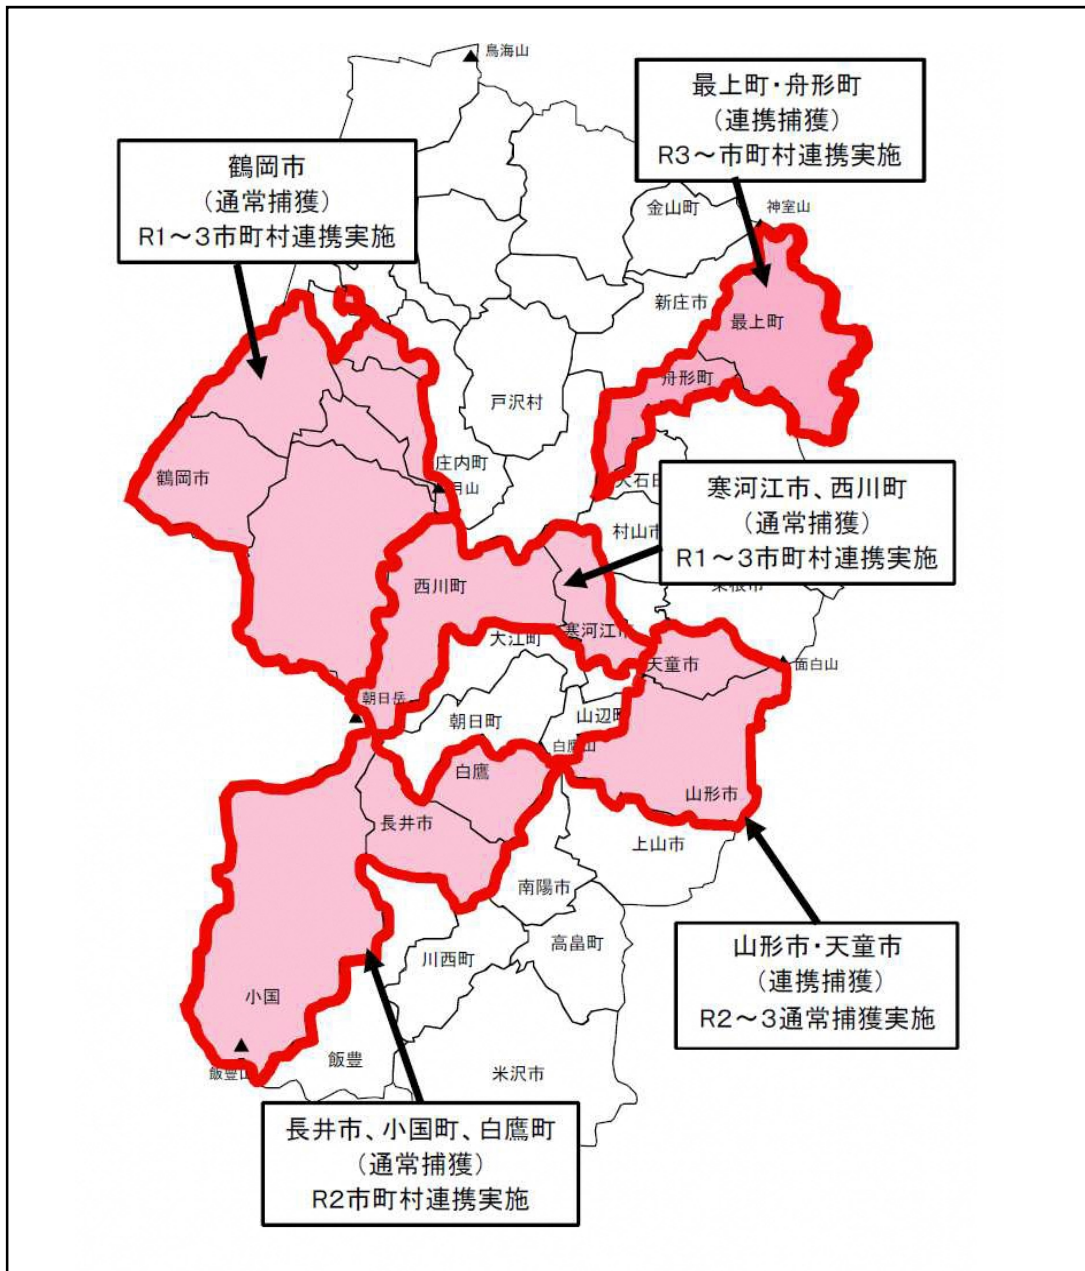 鳥海山
最上町・舟形町
（連携捕獲）
R3～市町村連携実施
鶴岡市
（通常捕獲）
R1～3市町村連携実施
金山町
神室山
新庄市
最上町
舟形町
戸沢村
庄内町
月山
鶴岡市
大石田
寒河江市、西川町
（通常捕獲）
R1～3市町村連携実施
村山市
西川町
寒河江市
大江町
天童市
面白山
朝日岳
朝日町
山辺町
白鷹山
白鷹
山形市
長井市
上山市
南陽市
高畠町
川西町
山形市・天童市
（連携捕獲）
R2～3通常捕獲実施
小国
飯豊山
飯豊
米沢市
長井市、小国町、白鷹町
（通常捕獲）
R2市町村連携実施